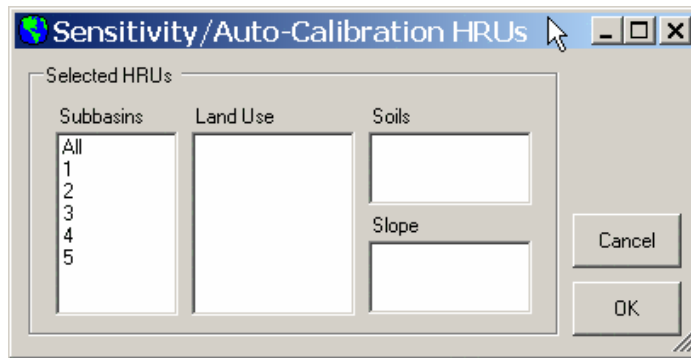 Sensitivity/Auto-Calibration HRUs
Selected HRUs
Subbasins
Land Use
Soils
All
1
2
3
4
5
Slope
Cancel
OK